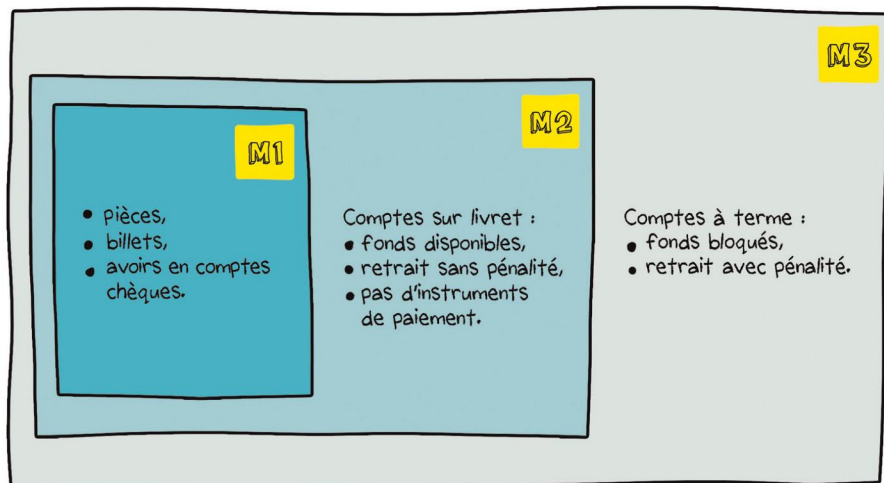 M3
M2
M1
• pièces,
• billets,
• avoirs en comptes
chèques.
Comptes sur livret :
• fonds disponibles,
• retrait sans pénalité,
• pas d'instruments
de paiement.
Comptes à terme :
• fonds bloqués,
• retrait avec pénalité.